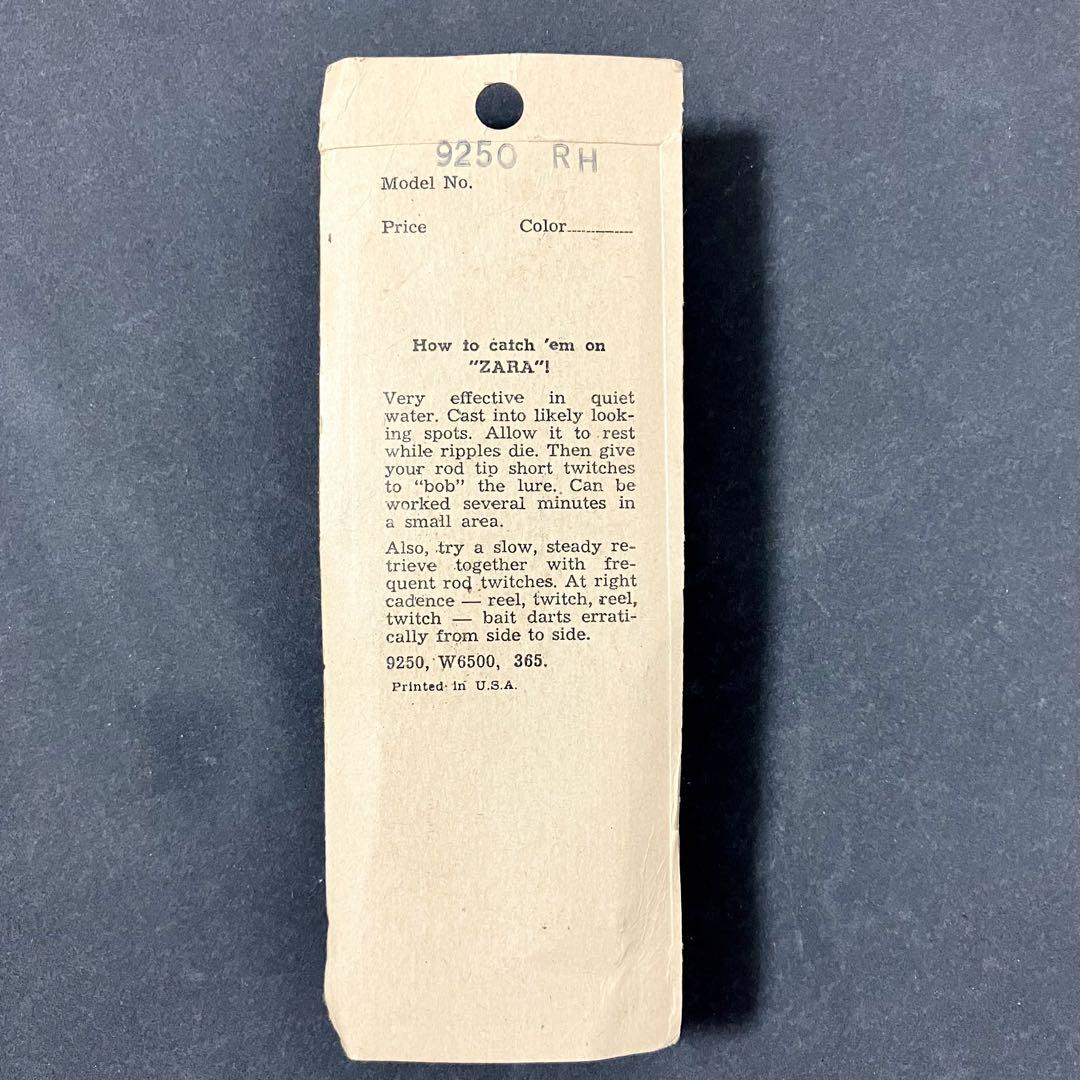 9250 RH
Model No.
Price Color
How to catch 'em on
"ZARA"!
Very effective in quiet
water. Cast into likely look-
ing spots. Allow it to rest
while ripples die. Then give
your rod tip short twitches
to "bob" the lure. Can be
worked several minutes in
a small area.
Also, try a slow, steady re-
trieve together with fre-
quent rod twitches. At right
cadence — reel, twitch, reel,
twitch — bait darts errati-
cally from side to side.
9250, W6500, 365.
Printed in U.S.A.